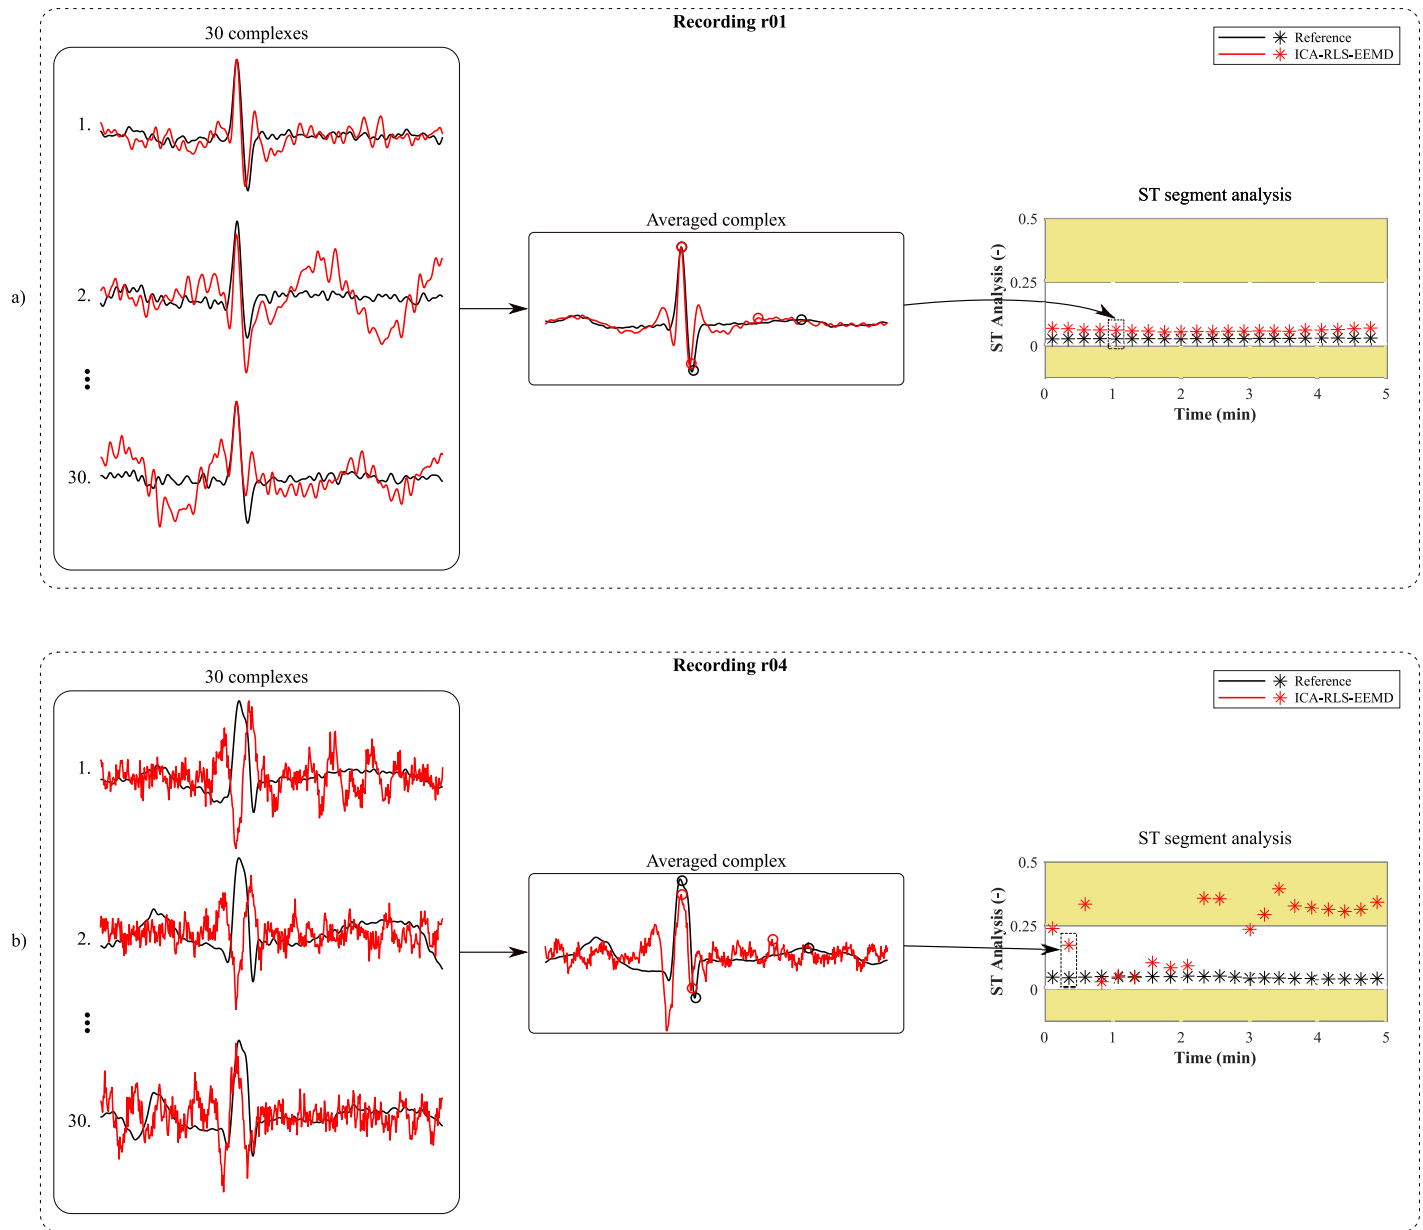 Recording r01
30 complexes
Reference
ICA-RLS-EEMD
1.
2.
30.
a)
Averaged complex
ST segment analysis
ST Analysis (-)
0.5
0.25
0
0 1 2 3 4 5
Time (min)
Recording r04
30 complexes
Reference
ICA-RLS-EEMD
1.
2.
30.
b)
Averaged complex
ST segment analysis
ST Analysis (-)
0.5
0.25
0
0 1 2 3 4 5
Time (min)